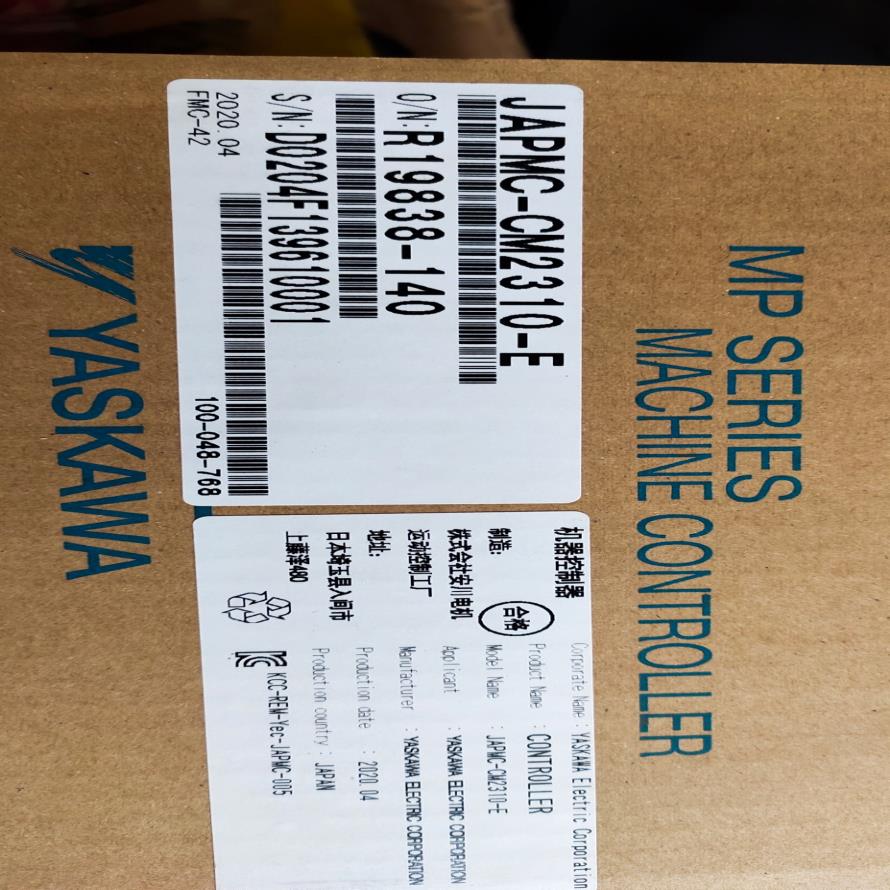 MP SERIES
MACHINE CONTROLLER
JAPMC-CM2310-E
O/N:R19838-140
S/N:D0204F139610001
2020.04
FMC-42
100-048-768
YASKAWA
机器控制器
制造:
合格
株式会社安川电机
运动控制工厂
地址:
日本埼玉县入间市
上藤泽480
Corporate Name : YASKAWA Electric Corporation
Product Name : CONTROLLER
Model Name : JAPMC-CM2310-E
Applicant : YASKAWA ELECTRIC CORPORATION
Manufacturer : YASKAWA ELECTRIC CORPORATION
Production date : 2020.04
Production country : JAPAN
KCC-REM-Yec-JAPMC-005